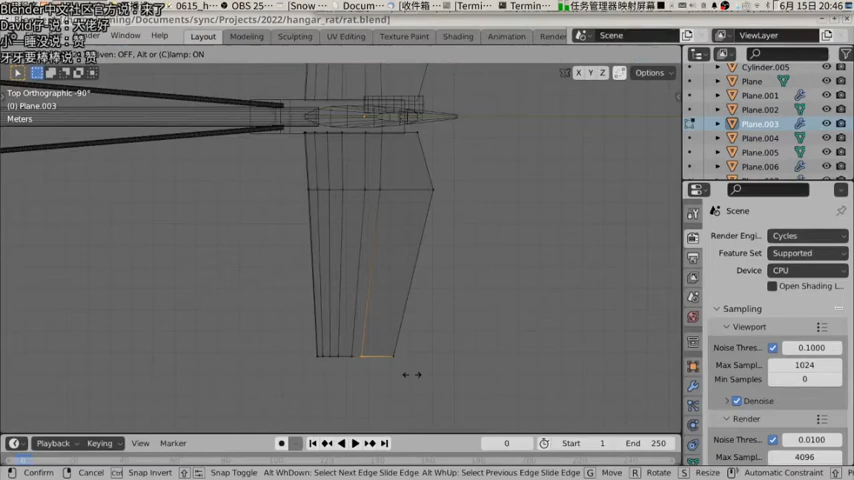 Blender中文社区官方说：来了
David仔 说：大佬好
小一睡没说：赞
牙牙要棒棒说：赞
ning/Documents/sync/Projects/2022/hangar_rat/rat.blend]
0615_h...
OBS 25...
[Snow ...
Documen...
[收件箱 ...
[Termi...
[Termi...
任务管理器映射屏幕
6月 15日 20:46
Window
Layout
Modeling
Sculpting
UV Editing
Texture Paint
Shading
Animation
Rende
Scene
ViewLayer
Even: OFF, Alt or (C)lamp: ON
X Y Z
Options
Top Orthographic -90°
(0) Plane.003
Meters
Cylinder.005
Plane
Plane.001
Plane.002
Plane.003
Plane.004
Plane.005
Plane.006
Scene
Render Engi...
Cycles
Feature Set
Supported
Device
CPU
Open Shading L...
Sampling
Viewport
Noise Thres...
0.1000
Max Sampl...
1024
Min Samples
0
Denoise
Render
Noise Thres...
0.0100
Max Sampl...
4096
Playback
Keying
View
Marker
0
Start
1
End
250
0
Confirm
Cancel
Snap Invert
Snap Toggle
Alt WhDown: Select Next Edge Slide Edge
Alt WhUp: Select Previous Edge Slide Edge
G
Move
R
Rotate
S
Resize
Automatic Constraint